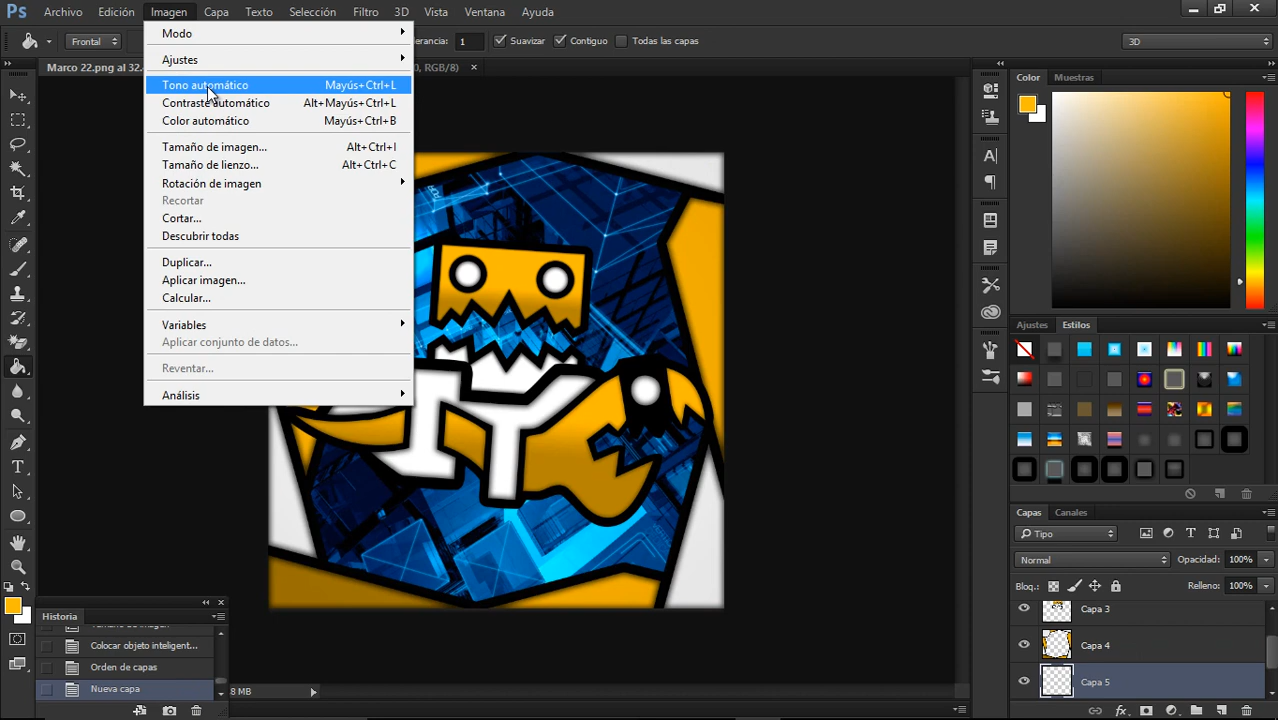 Ps Archivo Edición Imagen Capa Texto Selección Filtro 3D Vista Ventana Ayuda
Frontal erancia: 1 Suavizar Contiguo Todas las capas 3D
Marco 22.png al 32. 0, RGB/8) ×
Modo
Ajustes
Tono automático Mayús+Ctrl+L
Contraste automático Alt+Mayús+Ctrl+L
Color automático Mayús+Ctrl+B
Tamaño de imagen... Alt+Ctrl+I
Tamaño de lienzo... Alt+Ctrl+C
Rotación de imagen
Recortar
Cortar...
Descubrir todas
Duplicar...
Aplicar imagen...
Calcular...
Variables
Aplicar conjunto de datos...
Reventar...
Análisis
Color Muestras
Ajustes Estilos
Capas Canales
Tipo
Normal Opacidad: 100%
Bloq.: Relleno: 100%
Capa 3
Capa 4
Capa 5
Historia
Colocar objeto inteligent...
Orden de capas
Nueva capa
8 MB